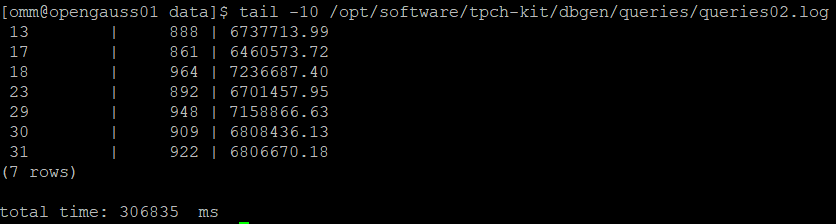 [omm@opengauss01 data]$ tail -10 /opt/software/tpch-kit/dbgen/queries/queries02.log
13 | 888 | 6737713.99
17 | 861 | 6460573.72
18 | 964 | 7236687.40
23 | 892 | 6701457.95
29 | 948 | 7158866.63
30 | 909 | 6808436.13
31 | 922 | 6806670.18
(7 rows)
total time: 306835 ms